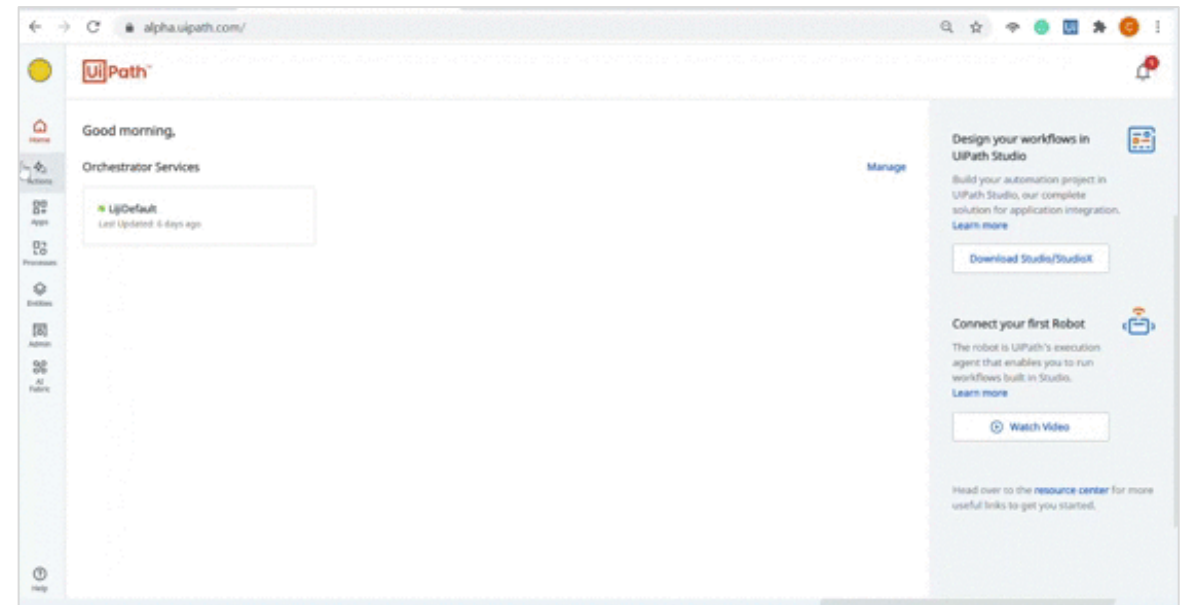 alpha.uipath.com/
UiPath™
Good morning,
Home
Orchestrator Services
Manage
Actions
UjiDefault
Last Updated: 6 days ago
Apps
Processes
Entities
Admin
AI
Fabric
Help
Design your workflows in
UiPath Studio
Build your automation project in
UiPath Studio, our complete
solution for application integration.
Learn more
Download Studio/StudioX
Connect your first Robot
The robot is UiPath's execution
agent that enables you to run
workflows built in Studio.
Learn more
Watch Video
Head over to the resource center for more
useful links to get you started.